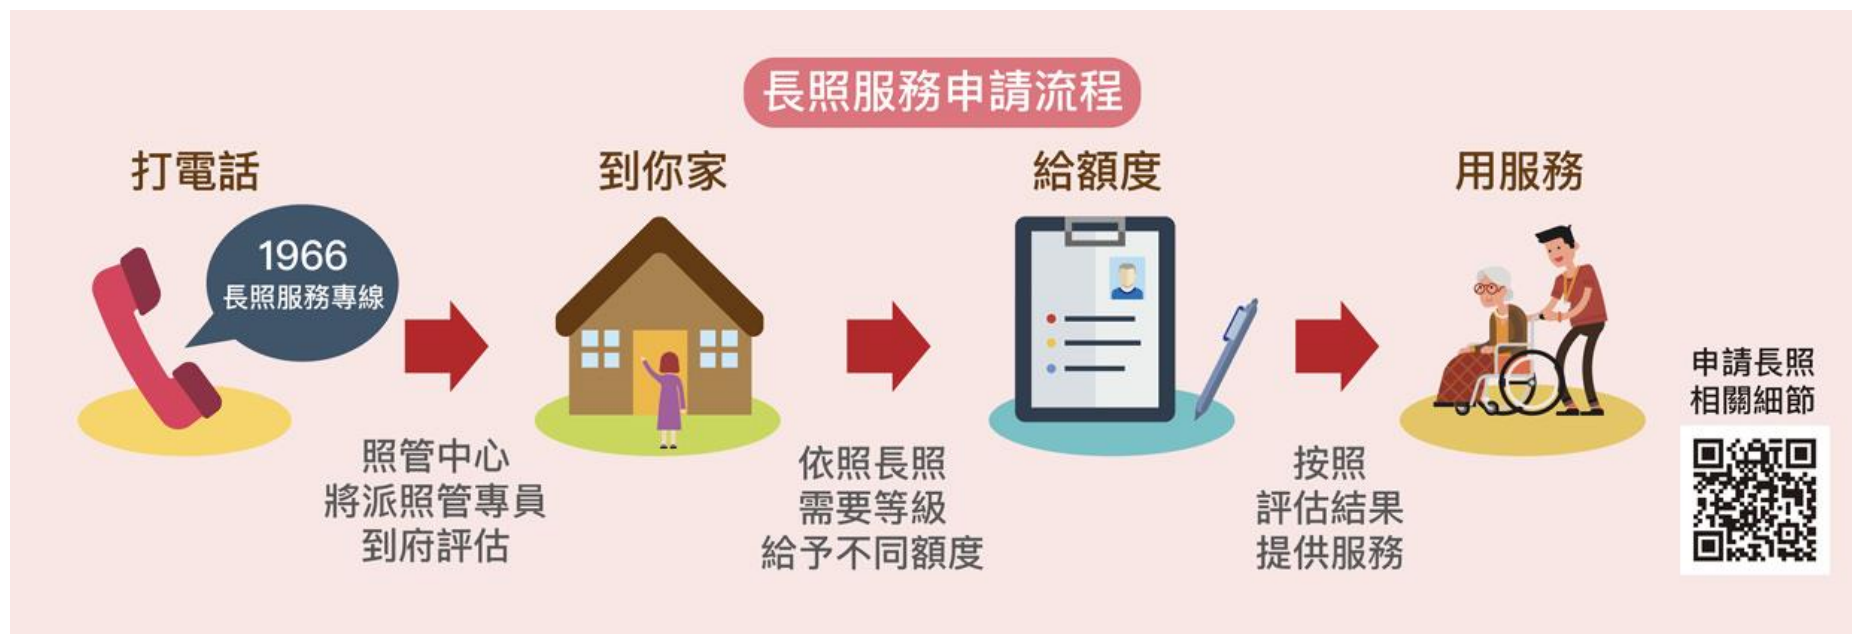 長照服務申請流程
打電話
1966
長照服務專線
照管中心
將派照管專員
到府評估
到你家
依照長照
需要等級
給予不同額度
給額度
按照
評估結果
提供服務
用服務
申請長照
相關細節